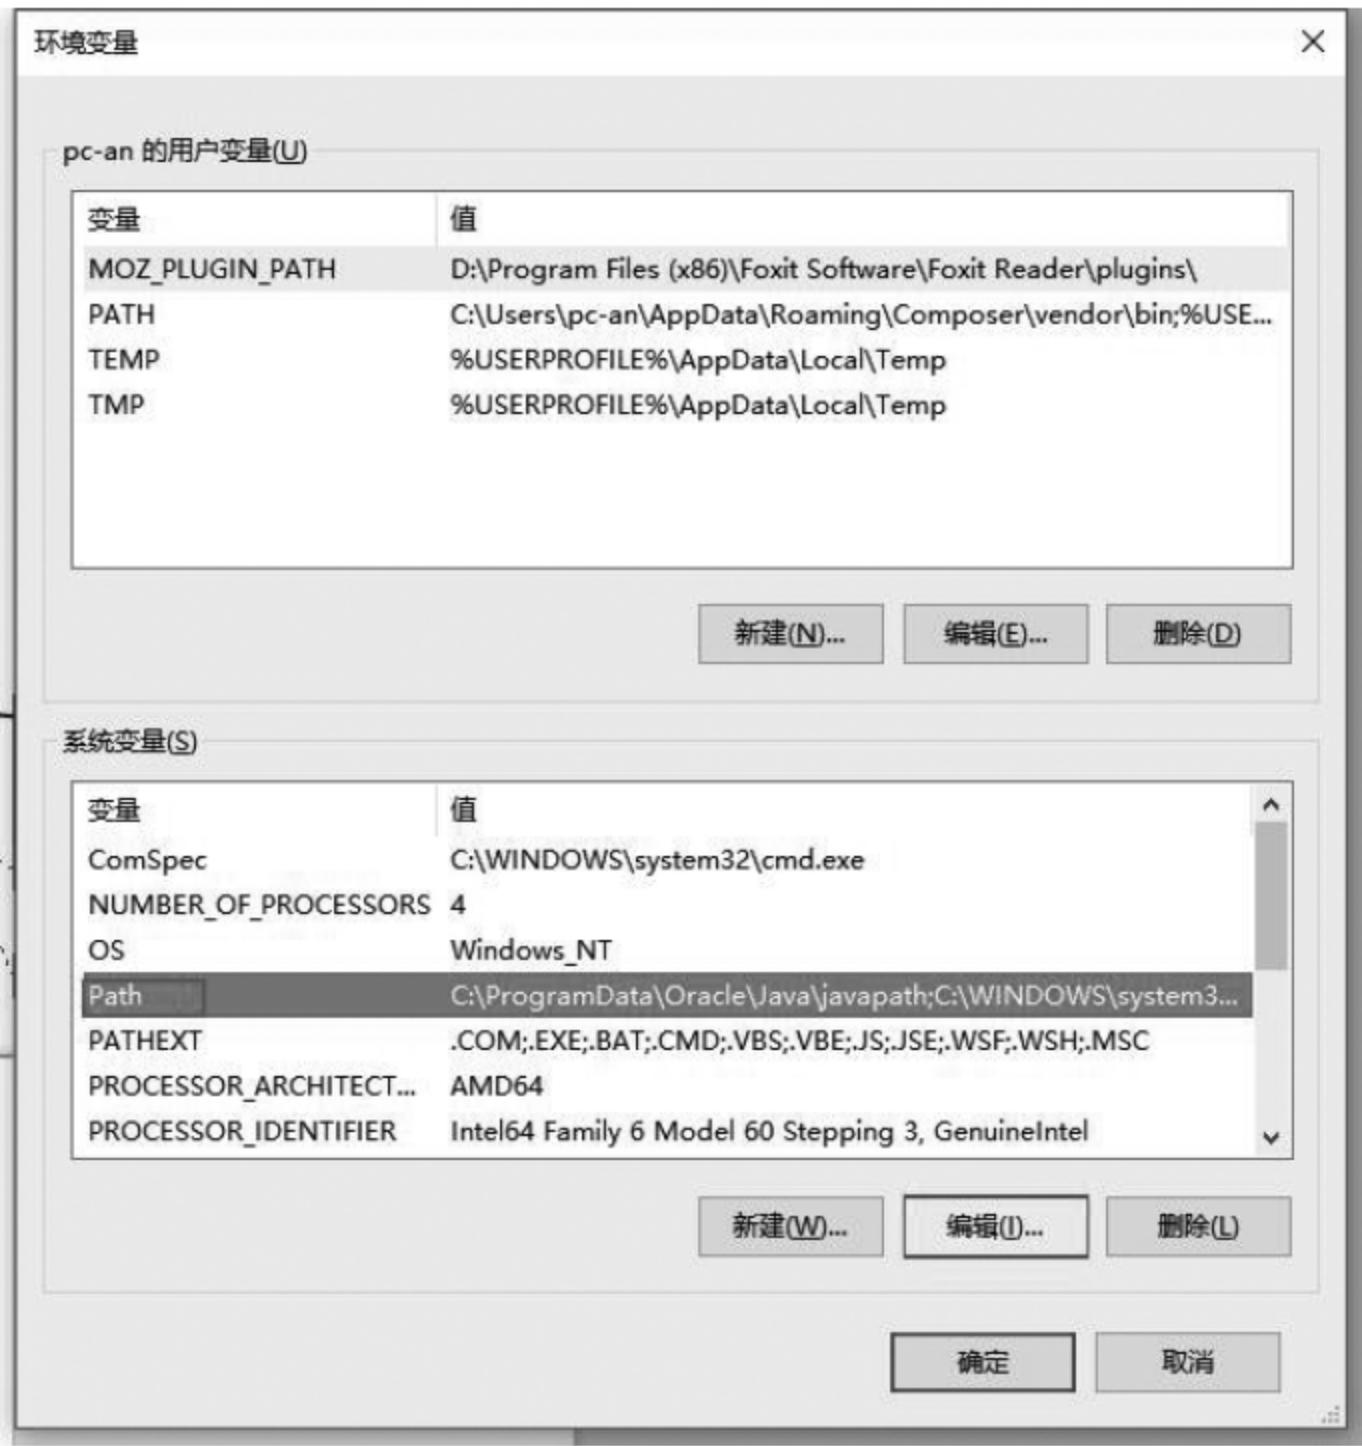 环境变量
pc-an 的用户变量(U)
变量 值
MOZ_PLUGIN_PATH D:\Program Files (x86)\Foxit Software\Foxit Reader\plugins\
PATH C:\Users\pc-an\AppData\Roaming\Composer\vendor\bin;%USE...
TEMP %USERPROFILE%\AppData\Local\Temp
TMP %USERPROFILE%\AppData\Local\Temp
新建(N)... 编辑(E)... 删除(D)
系统变量(S)
变量 值
ComSpec C:\WINDOWS\system32\cmd.exe
NUMBER_OF_PROCESSORS 4
OS Windows_NT
Path C:\ProgramData\Oracle\Java\javapath;C:\WINDOWS\system3...
PATHEXT .COM;.EXE;.BAT;.CMD;.VBS;.VBE;.JS;.JSE;.WSF;.WSH;.MSC
PROCESSOR_ARCHITECT... AMD64
PROCESSOR_IDENTIFIER Intel64 Family 6 Model 60 Stepping 3, GenuineIntel
新建(W)... 编辑(I)... 删除(L)
确定 取消